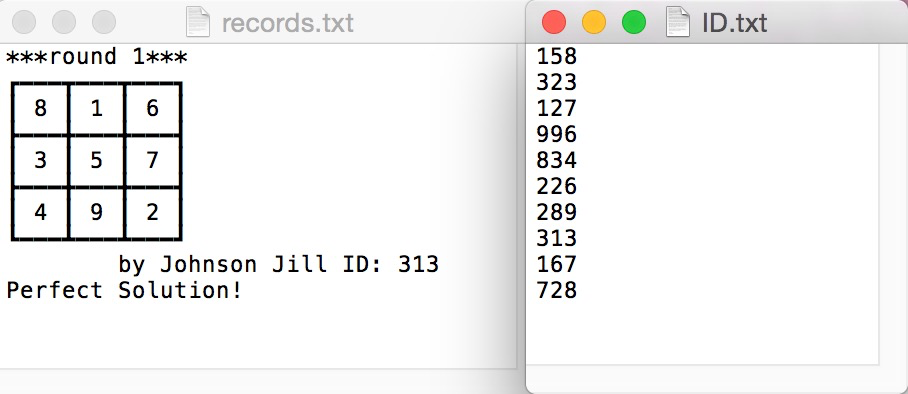 records.txt
***round 1***
8 1 6
3 5 7
4 9 2
by Johnson Jill ID: 313
Perfect Solution!
ID.txt
158
323
127
996
834
226
289
313
167
728